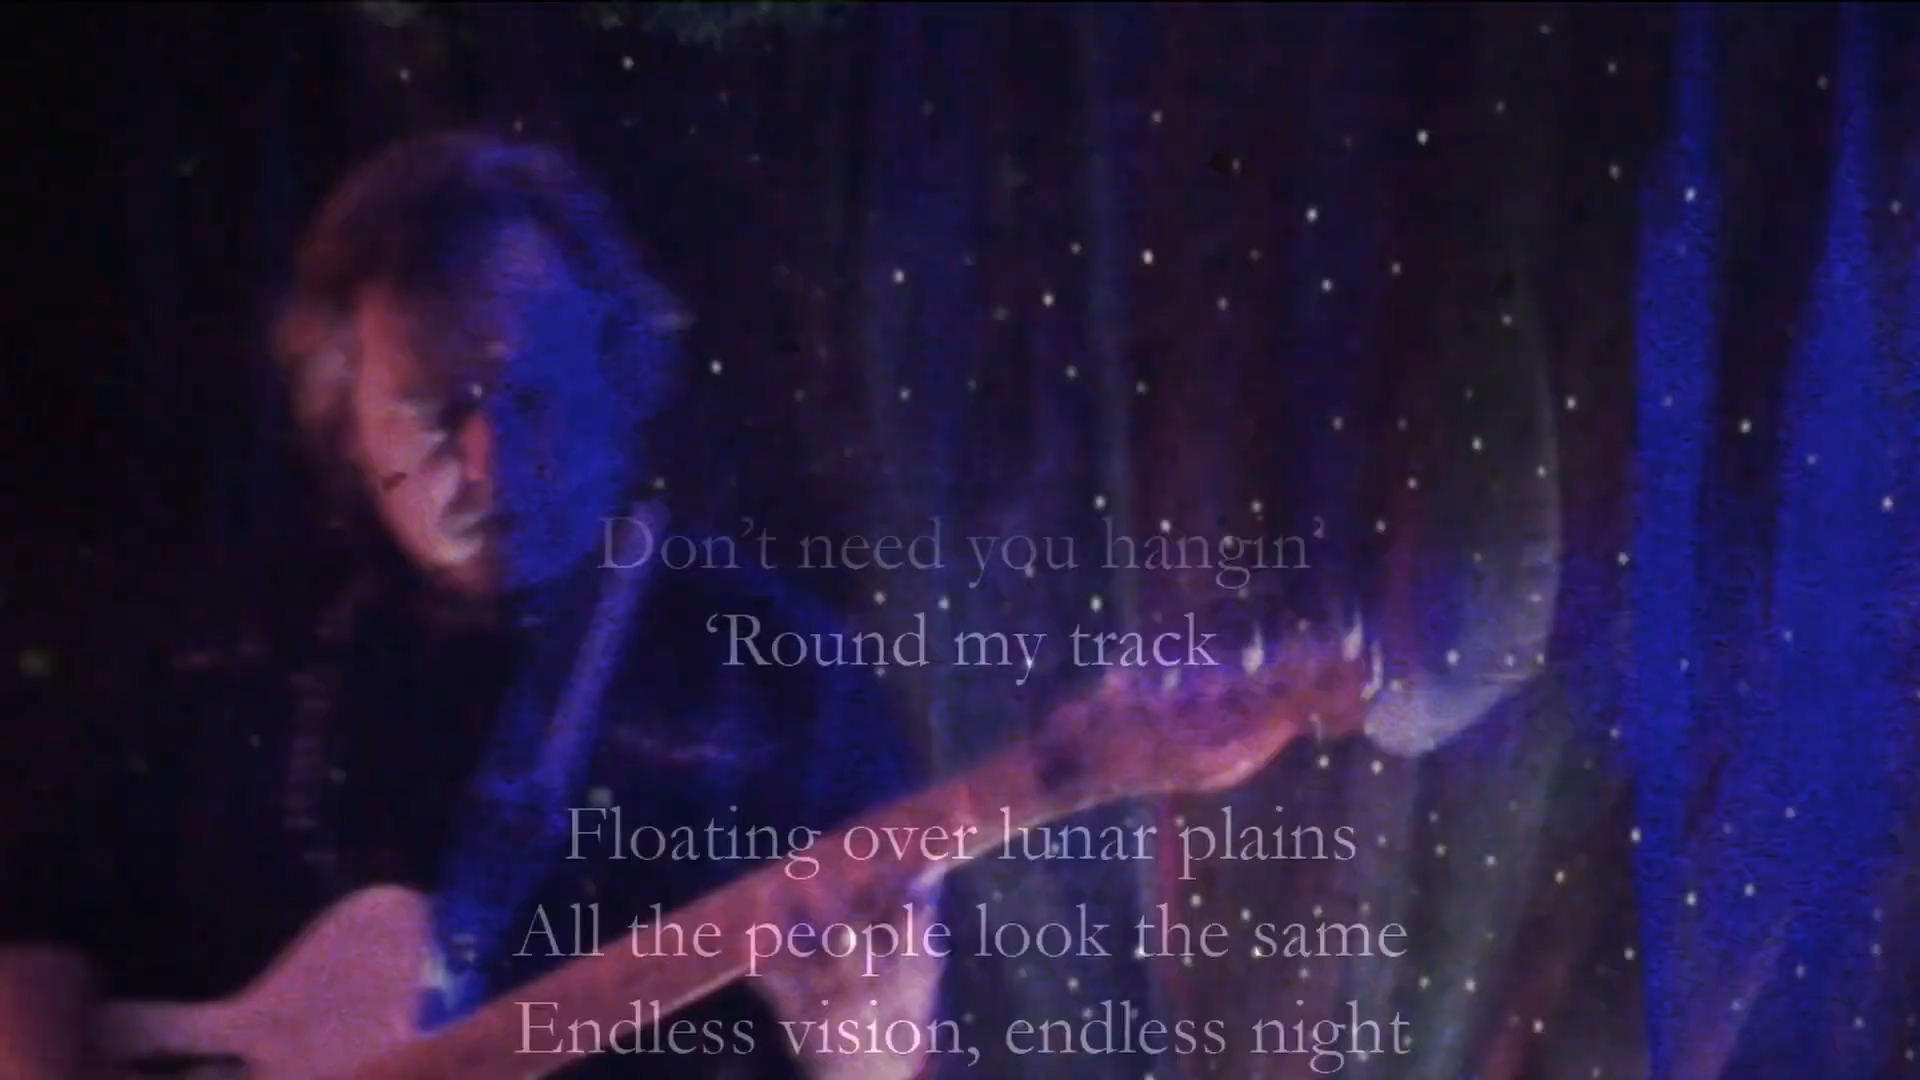 Don’t need you hangin’
‘Round my track
Floating over lunar plains
All the people look the same
Endless vision, endless night